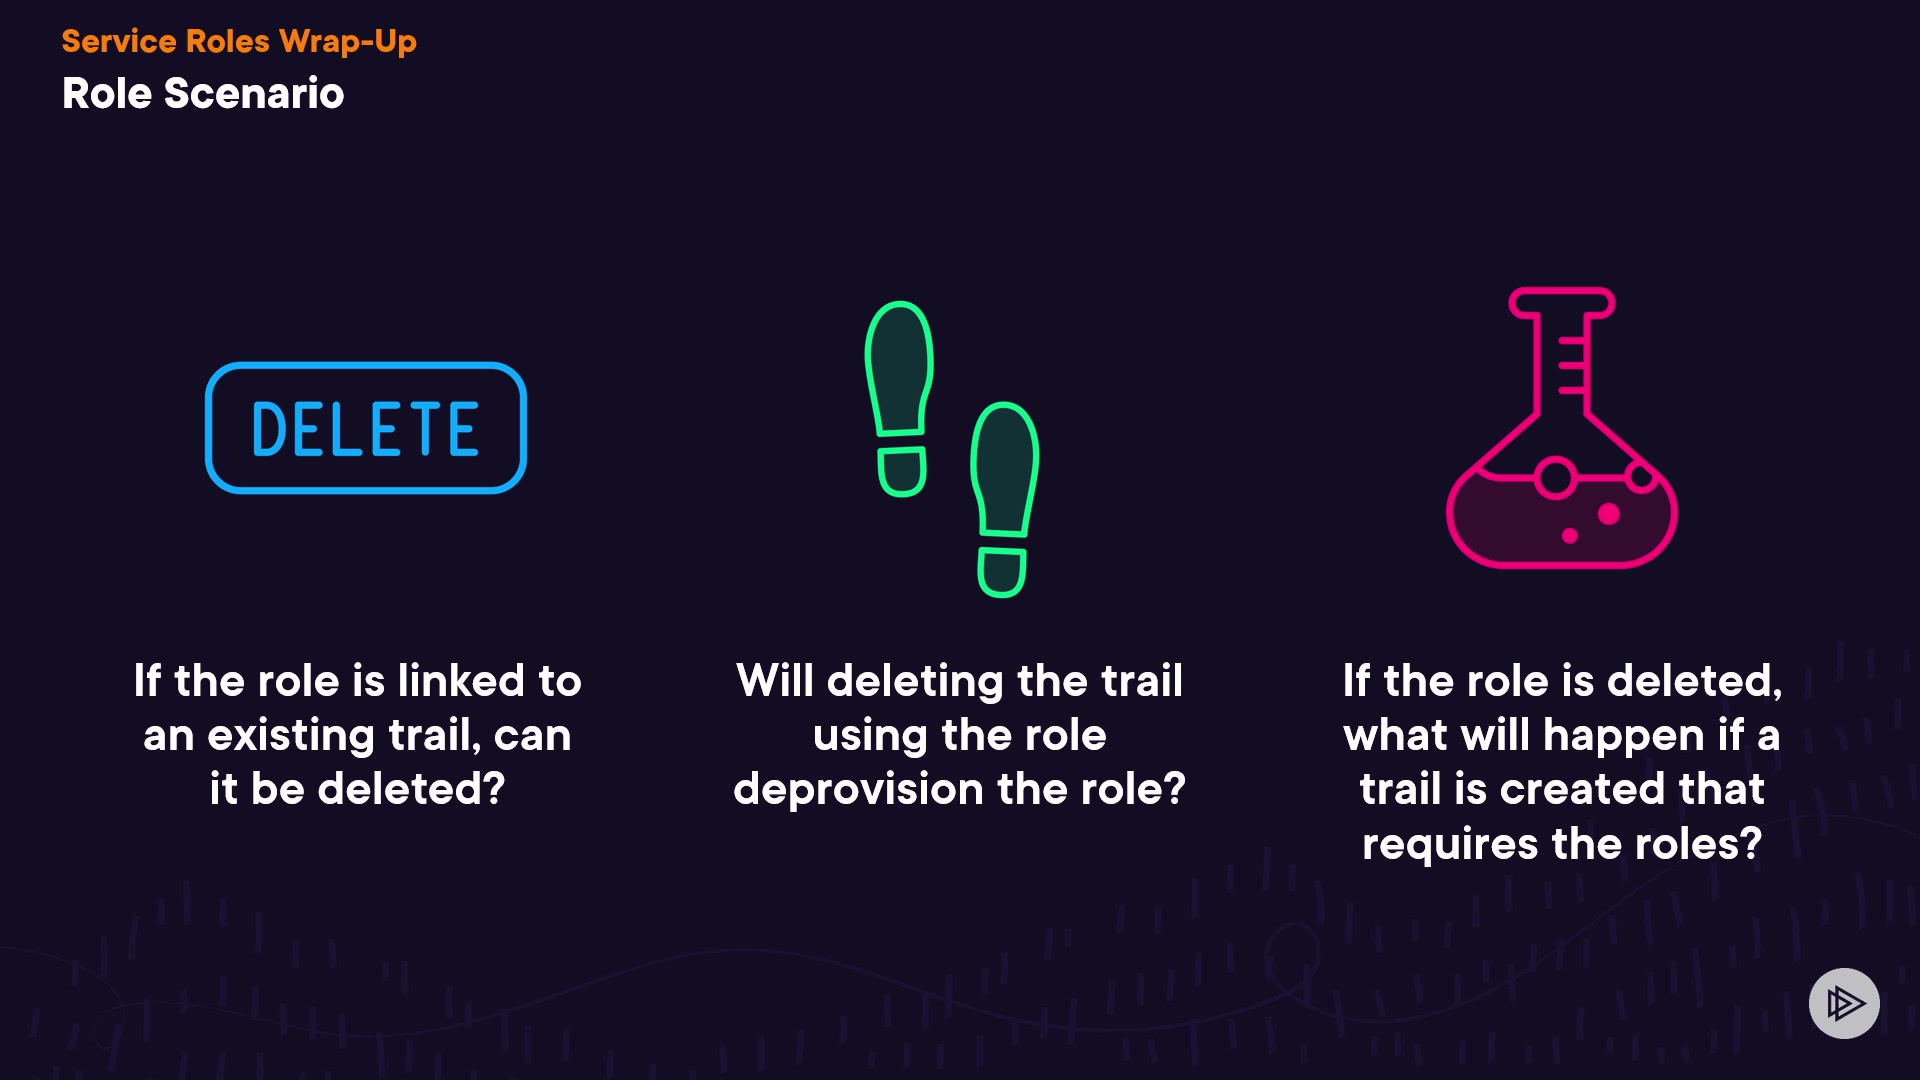 Service Roles Wrap-Up
Role Scenario
DELETE
If the role is linked to
an existing trail, can
it be deleted?
Will deleting the trail
using the role
deprovision the role?
If the role is deleted,
what will happen if a
trail is created that
requires the roles?